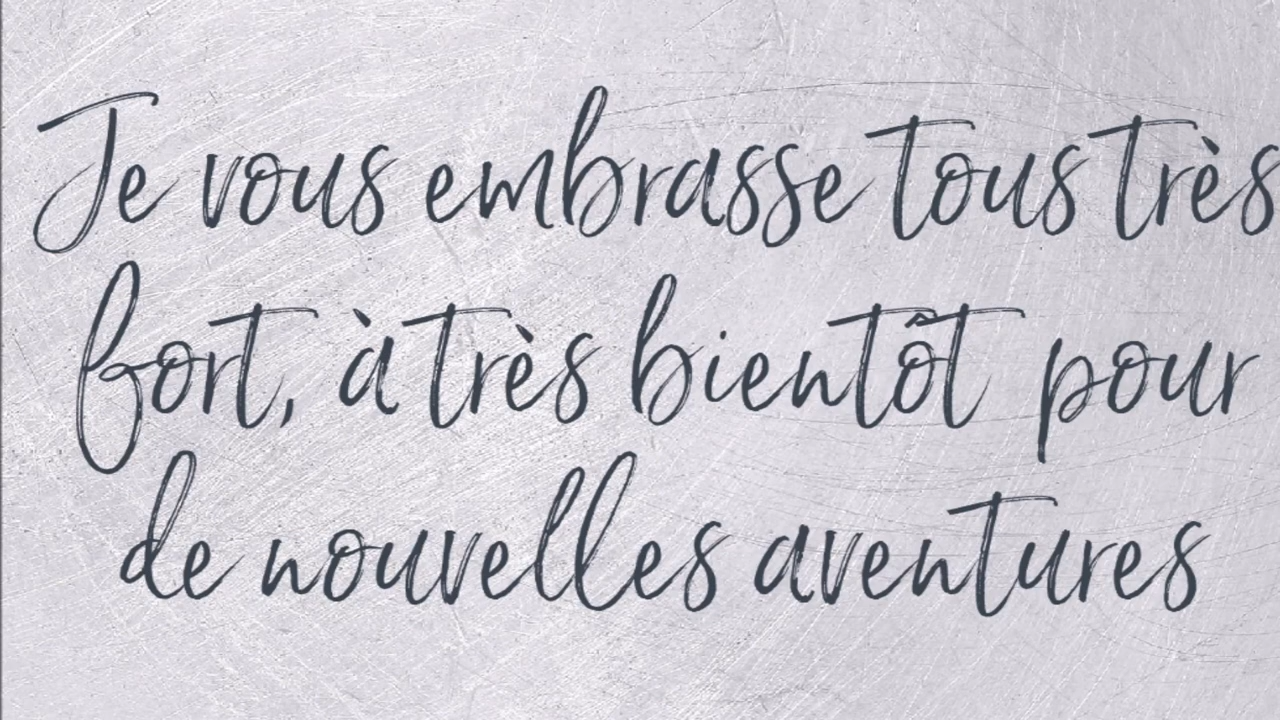 Je vous embrasse tous très
fort, à très bientôt pour
de nouvelles aventures